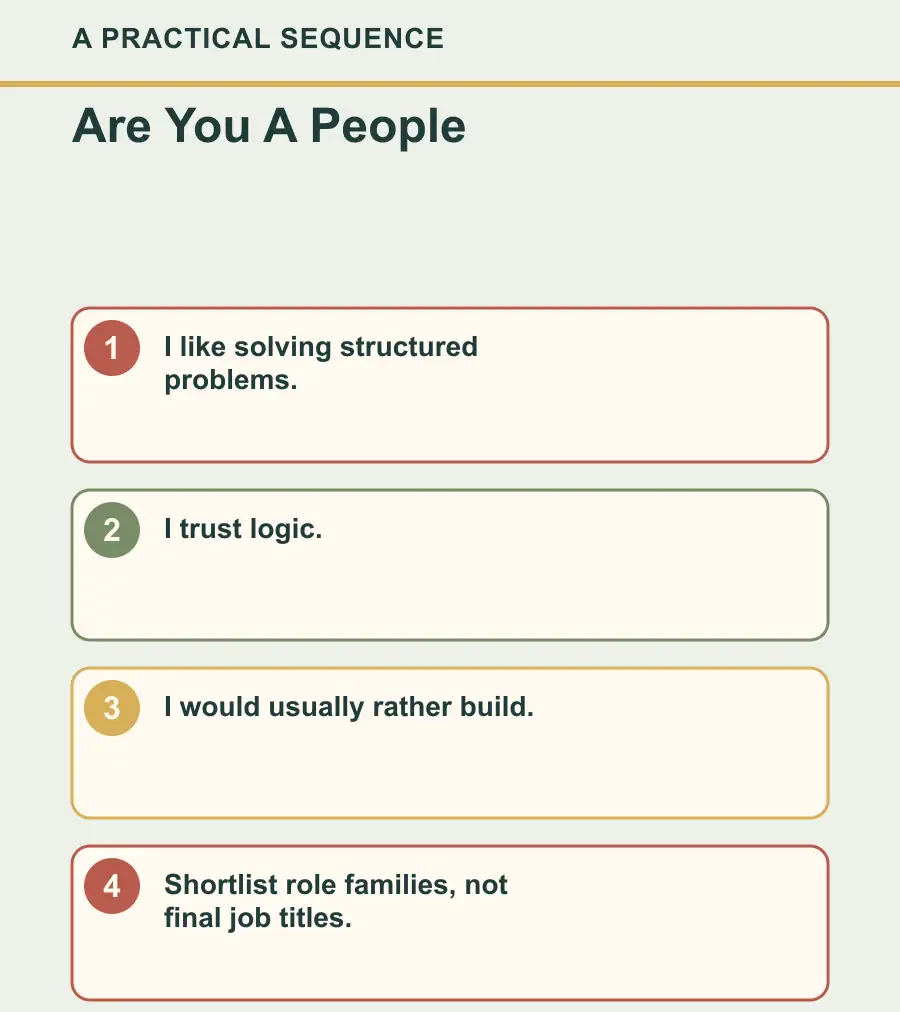 A PRACTICAL SEQUENCE
Are You A People
1
I like solving structured
problems.
2
I trust logic.
3
I would usually rather build.
4
Shortlist role families, not
final job titles.